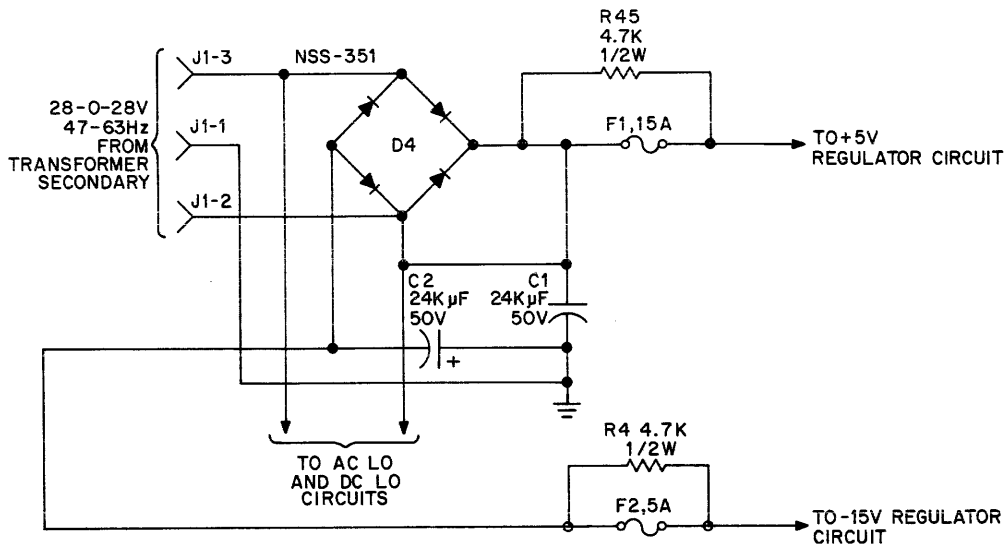 R45
4.7K
1/2W
J1-3
NSS-351
28-0-28V
47-63Hz
FROM
TRANSFORMER
SECONDARY
J1-1
D4
F1,15A
TO+5V
REGULATOR CIRCUIT
J1-2
C2
24KµF
50V
+
C1
24KµF
50V
TO AC LO
AND DC LO
CIRCUITS
R4 4.7K
1/2W
F2,5A
TO-15V REGULATOR
CIRCUIT